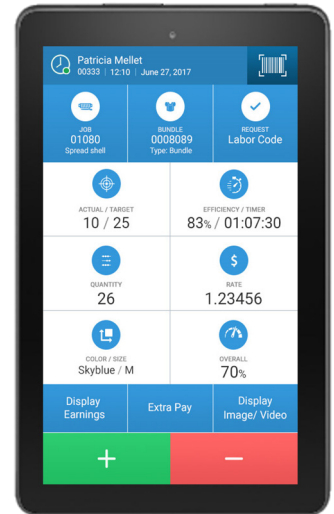 Patricia Mellet
00333 | 12:10 | June 27, 2017
JOB
01080
Spread shell
BUNDLE
0008089
Type: Bundle
REQUEST
Labor Code
ACTUAL / TARGET
10 / 25
EFFICIENCY / TIMER
83% / 01:07:30
QUANTITY
26
$
RATE
1.23456
COLOR / SIZE
Skyblue / M
OVERALL
70%
Display
Earnings
Extra Pay
Display
Image/ Video
+
−